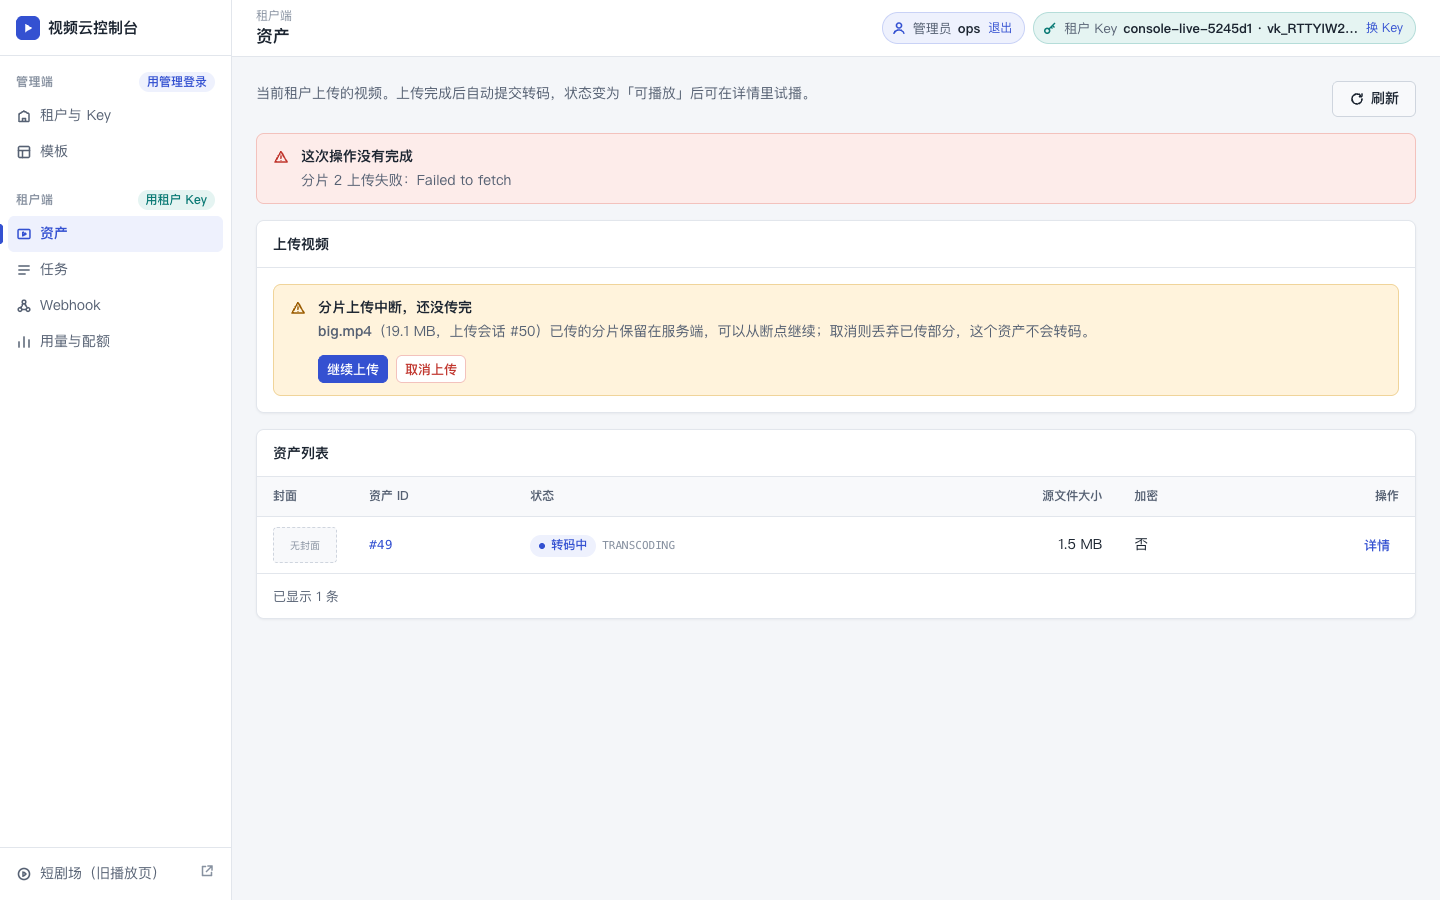 视频云控制台
管理端
用管理登录
租户与 Key
模板
租户端
用租户 Key
资产
任务
Webhook
用量与配额
短剧场（旧播放页）
租户端
资产
管理员 ops 退出
租户 Key console-live-5245d1 · vk_RTTYIW2... 换 Key
当前租户上传的视频。上传完成后自动提交转码，状态变为「可播放」后可在详情里试播。
刷新
这次操作没有完成
分片 2 上传失败：Failed to fetch
上传视频
分片上传中断，还没传完
big.mp4（19.1 MB，上传会话 #50）已传的分片保留在服务端，可以从断点继续；取消则丢弃已传部分，这个资产不会转码。
继续上传 取消上传
资产列表
封面 资产 ID 状态 源文件大小 加密 操作
无封面 #49 转码中 TRANSCODING 1.5 MB 否 详情
已显示 1 条